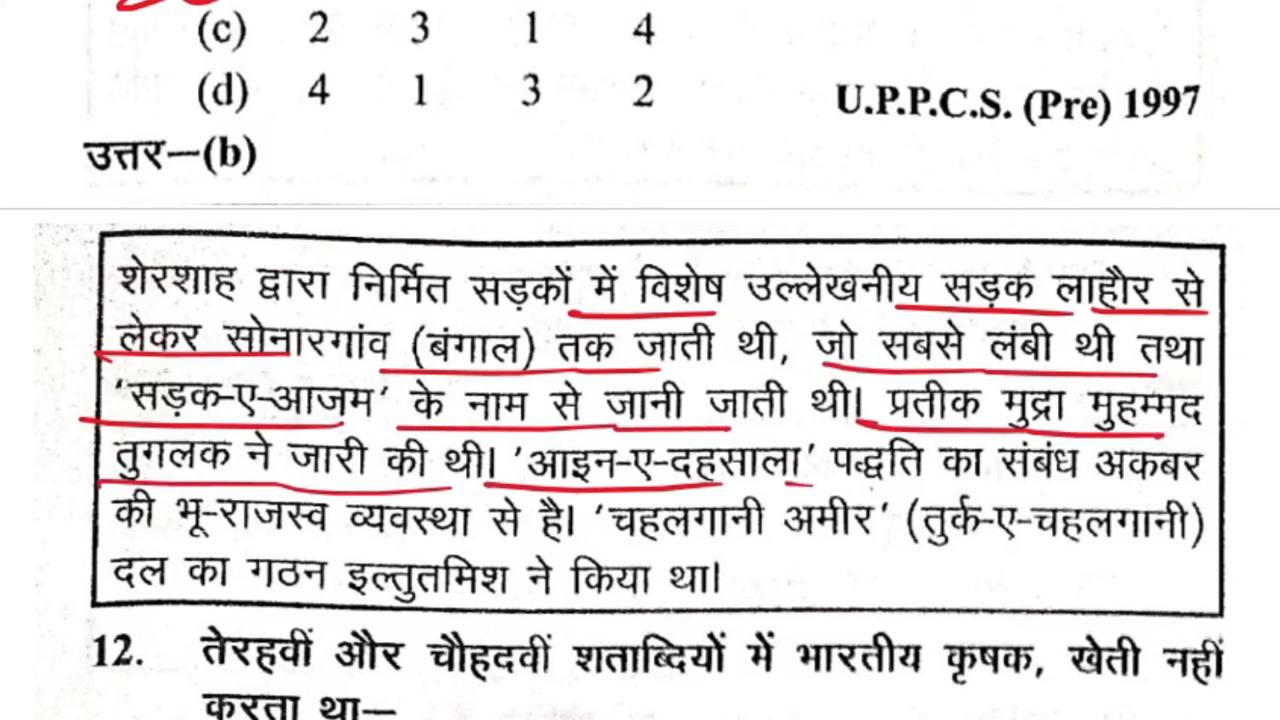 (c) 2 3 1 4
(d) 4 1 3 2
U.P.P.C.S. (Pre) 1997
उत्तर—(b)
शेरशाह द्वारा निर्मित सड़कों में विशेष उल्लेखनीय सड़क लाहौर से
लेकर सोनारगांव (बंगाल) तक जाती थी, जो सबसे लंबी थी तथा
'सड़क-ए-आजम' के नाम से जानी जाती थी। प्रतीक मुद्रा मुहम्मद
तुगलक ने जारी की थी। 'आइन-ए-दहसाला' पद्धति का संबंध अकबर
की भू-राजस्व व्यवस्था से है। 'चहलगानी अमीर' (तुर्क-ए-चहलगानी)
दल का गठन इल्तुतमिश ने किया था।
12. तेरहवीं और चौहदवीं शताब्दियों में भारतीय कृषक, खेती नहीं
करता था—